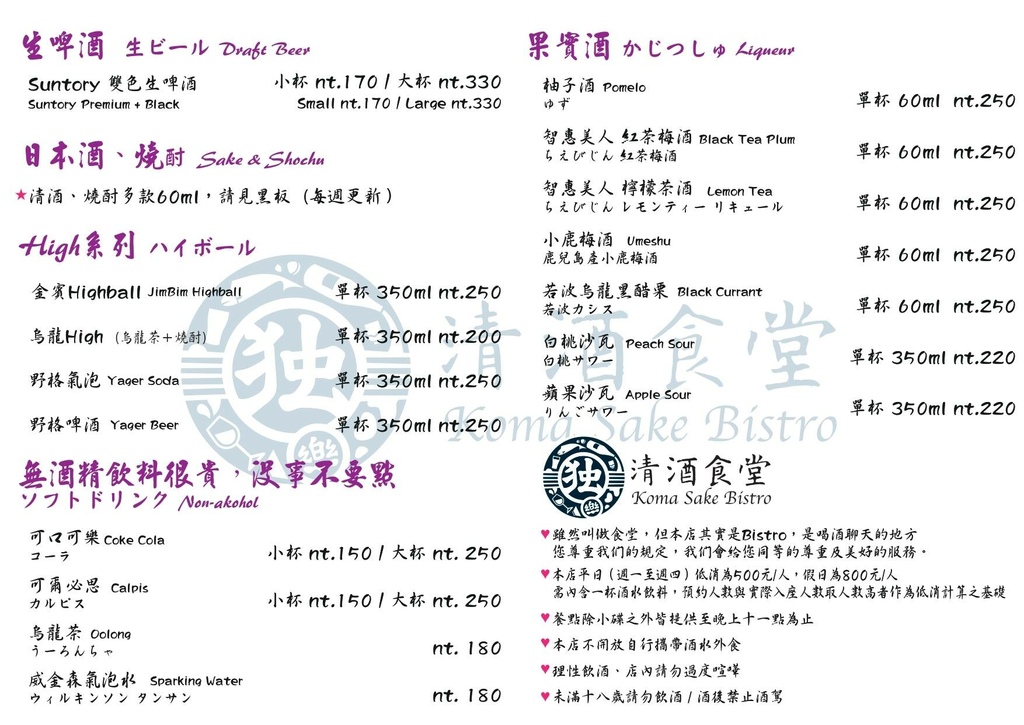 生啤酒 生ビール Draft Beer
Suntory 雙色生啤酒 小杯 nt.170 / 大杯 nt.330
Suntory Premium + Black Small nt.170 / Large nt.330
日本酒、燒酎 Sake & Shochu
★清酒、燒酎多款60ml,請見黑板 (每週更新)
High系列 ハイボール
金賓Highball JimBim Highball 單杯 350ml nt.250
烏龍High (烏龍茶+燒酎) 單杯 350ml nt.200
野格氣泡 Yager Soda 單杯 350ml nt.250
野格啤酒 Yager Beer 單杯 350ml nt.250
無酒精飲料很貴,沒事不要點
ソフトドリンク Non-akohol
可口可樂 Coke Cola
コーラ 小杯 nt.150 / 大杯 nt. 250
可爾必思 Calpis
カルピス 小杯 nt.150 / 大杯 nt. 250
烏龍茶 Oolong
うーろんちゃ nt. 180
威金森氣泡水 Sparking Water
ウィルキンソン タンサン nt. 180
果實酒 かじつしゅ Liqueur
柚子酒 Pomelo
ゆず 單杯 60ml nt.250
智惠美人 紅茶梅酒 Black Tea Plum
ちえびじん 紅茶梅酒 單杯 60ml nt.250
智惠美人 檸檬茶酒 Lemon Tea
ちえびじん レモンティー リキュール 單杯 60ml nt.250
小鹿梅酒 Umeshu
鹿兒島産小鹿梅酒 單杯 60ml nt.250
若波烏龍黑醋栗 Black Currant
若波カシス 單杯 60ml nt.250
白桃沙瓦 Peach Sour
白桃サワー 單杯 350ml nt.220
蘋果沙瓦 Apple Sour
りんごサワー 單杯 350ml nt.220
独 樂
清酒食堂
Koma Sake Bistro
独 樂
清酒食堂
Koma Sake Bistro
♥雖然叫做食堂,但本店其實是Bistro,是喝酒聊天的地方
您尊重我們的規定,我們會給您同等的尊重及美好的服務。
♥本店平日(週一至週四)低消為500元/人,假日為800元/人
需內含一杯酒水飲料,預約人數與實際入座人數取人數高者作為低消計算之基礎
♥餐點除小碟之外皆提供至晚上十一點為止
♥本店不開放自行攜帶酒水外食
♥理性飲酒、店內請勿過度喧嘩
♥未滿十八歲請勿飲酒 / 酒後禁止酒駕